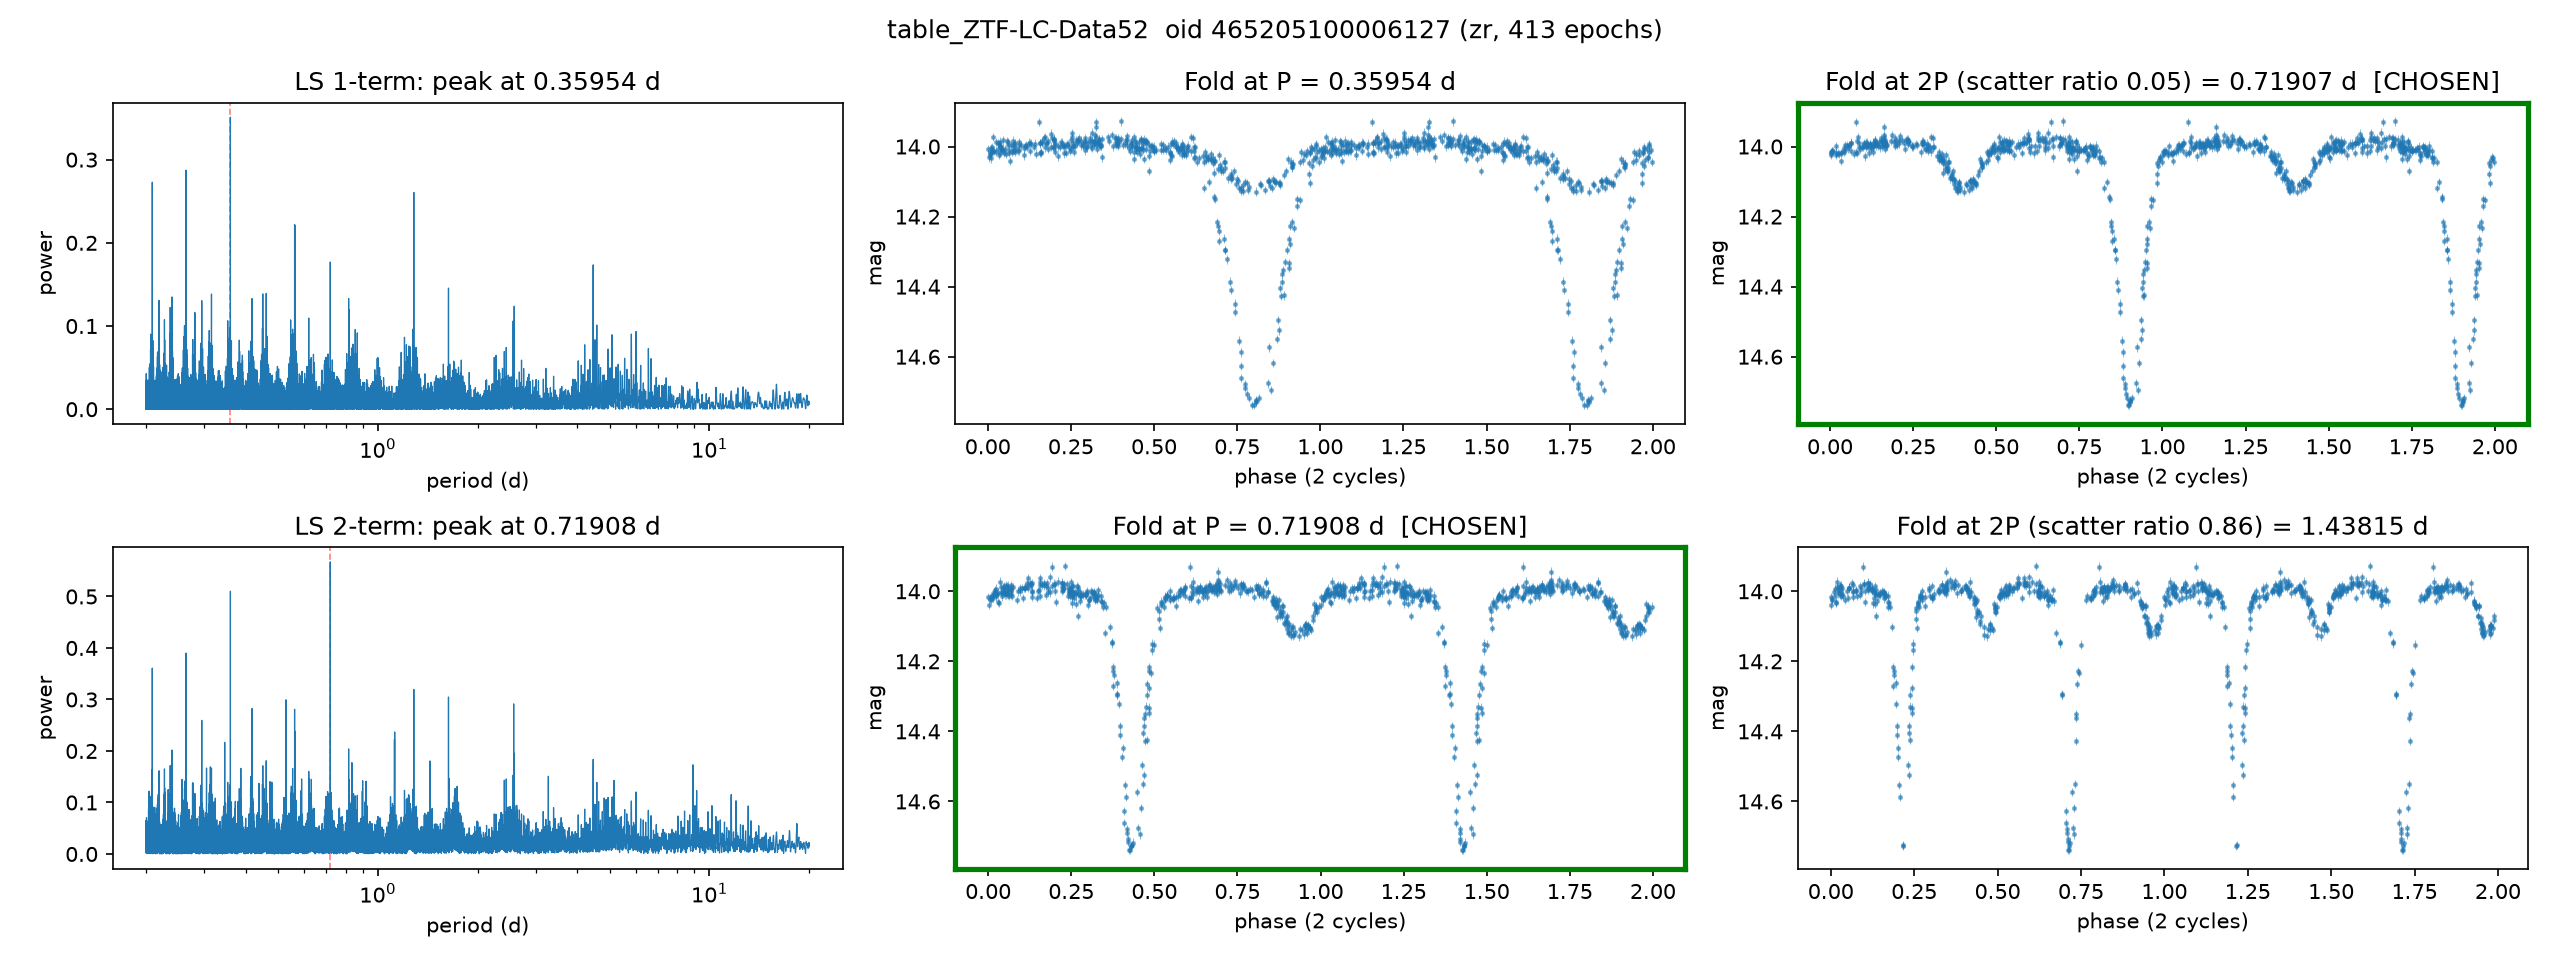 table_ZTF-LC-Data52  oid 465205100006127 (zr, 413 epochs)
LS 1-term: peak at 0.35954 d
power
0.3
0.2
0.1
0.0
10⁰
10¹
period (d)
Fold at P = 0.35954 d
mag
14.0
14.2
14.4
14.6
0.00 0.25 0.50 0.75 1.00 1.25 1.50 1.75 2.00
phase (2 cycles)
Fold at 2P (scatter ratio 0.05) = 0.71907 d  [CHOSEN]
mag
14.0
14.2
14.4
14.6
0.00 0.25 0.50 0.75 1.00 1.25 1.50 1.75 2.00
phase (2 cycles)
LS 2-term: peak at 0.71908 d
power
0.5
0.4
0.3
0.2
0.1
0.0
10⁰
10¹
period (d)
Fold at P = 0.71908 d  [CHOSEN]
mag
14.0
14.2
14.4
14.6
0.00 0.25 0.50 0.75 1.00 1.25 1.50 1.75 2.00
phase (2 cycles)
Fold at 2P (scatter ratio 0.86) = 1.43815 d
mag
14.0
14.2
14.4
14.6
0.00 0.25 0.50 0.75 1.00 1.25 1.50 1.75 2.00
phase (2 cycles)